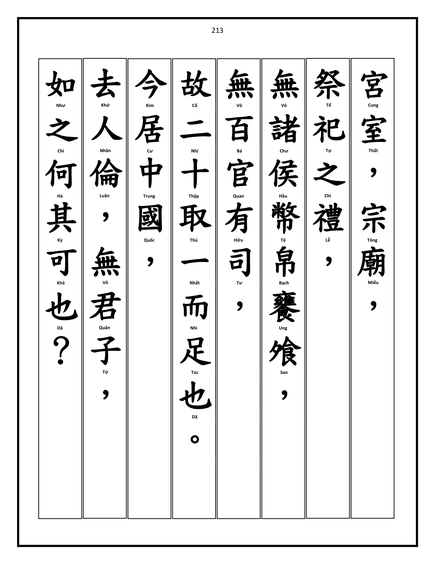 213
宮室，宗廟，
Cung Thất Tông Miếu
祭祀之禮，
Tế Tự Chi Lễ
無諸侯幣帛饔飧，
Vô Chư Hầu Tệ Bạch Ung San
無百官有司，
Vô Bá Quan Hữu Tư
故二十取一而足也。
Cố Nhị Thập Thủ Nhất Nhi Túc Dã
今居中國，
Kim Cư Trung Quốc
去人倫，無君子，
Khứ Nhân Luân Vô Quân Tử
如之何其可也？
Như Chi Hà Kỳ Khả Dã